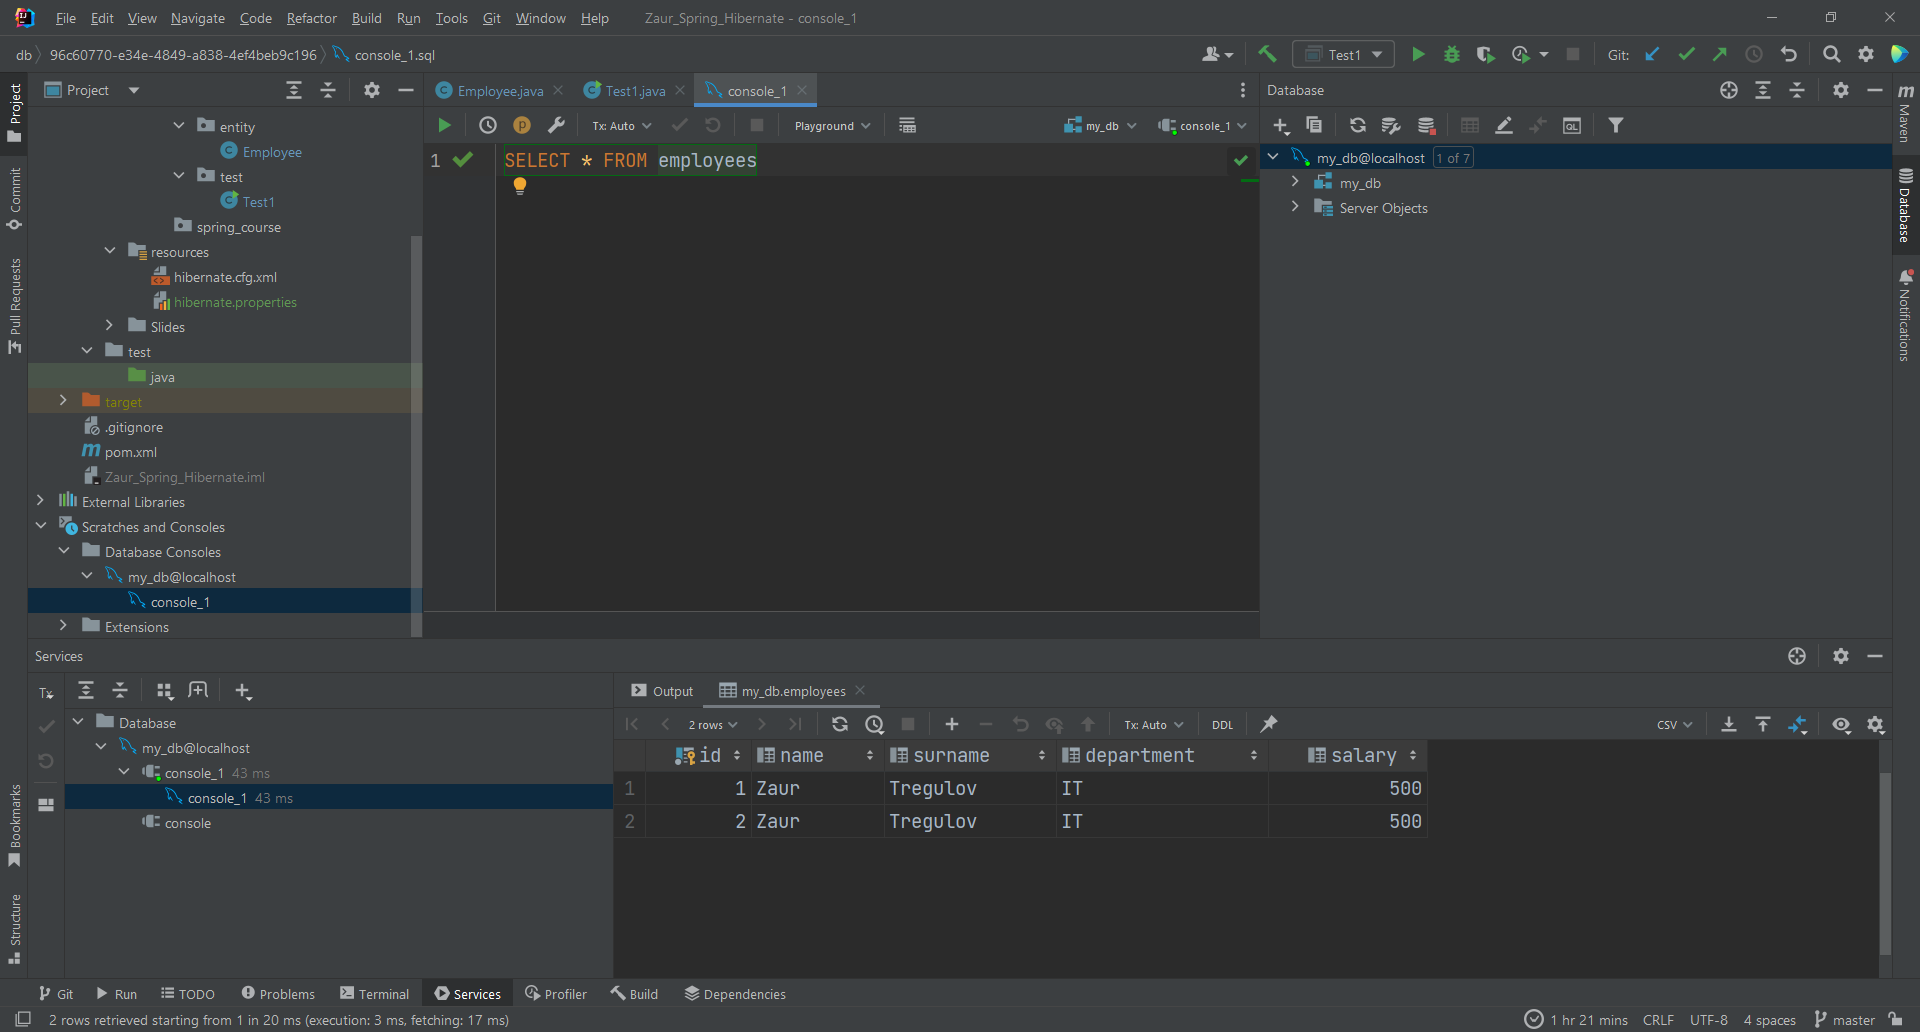 File Edit View Navigate Code Refactor Build Run Tools Git Window Help Zaur_Spring_Hibernate - console_1
db 96c60770-e34e-4849-a838-4ef4beb9c196 console_1.sql Test1 Git:
Project
Employee.java Test1.java console_1
Database
Tx: Auto Playground my_db console_1
1 SELECT * FROM employees
entity
Employee
test
Test1
spring_course
resources
hibernate.cfg.xml
hibernate.properties
Slides
test
java
target
.gitignore
pom.xml
Zaur_Spring_Hibernate.iml
External Libraries
Scratches and Consoles
Database Consoles
my_db@localhost
console_1
Extensions
my_db@localhost 1 of 7
my_db
Server Objects
Project
Commit
Pull Requests
Bookmarks
Structure
Maven
Database
Notifications
Services
Tx
Database
my_db@localhost
console_1 43 ms
console_1 43 ms
console
Output my_db.employees
2 rows Tx: Auto DDL CSV
id name surname department salary
1 1 Zaur Tregulov IT 500
2 2 Zaur Tregulov IT 500
Git Run TODO Problems Terminal Services Profiler Build Dependencies
2 rows retrieved starting from 1 in 20 ms (execution: 3 ms, fetching: 17 ms) 1 hr 21 mins CRLF UTF-8 4 spaces master